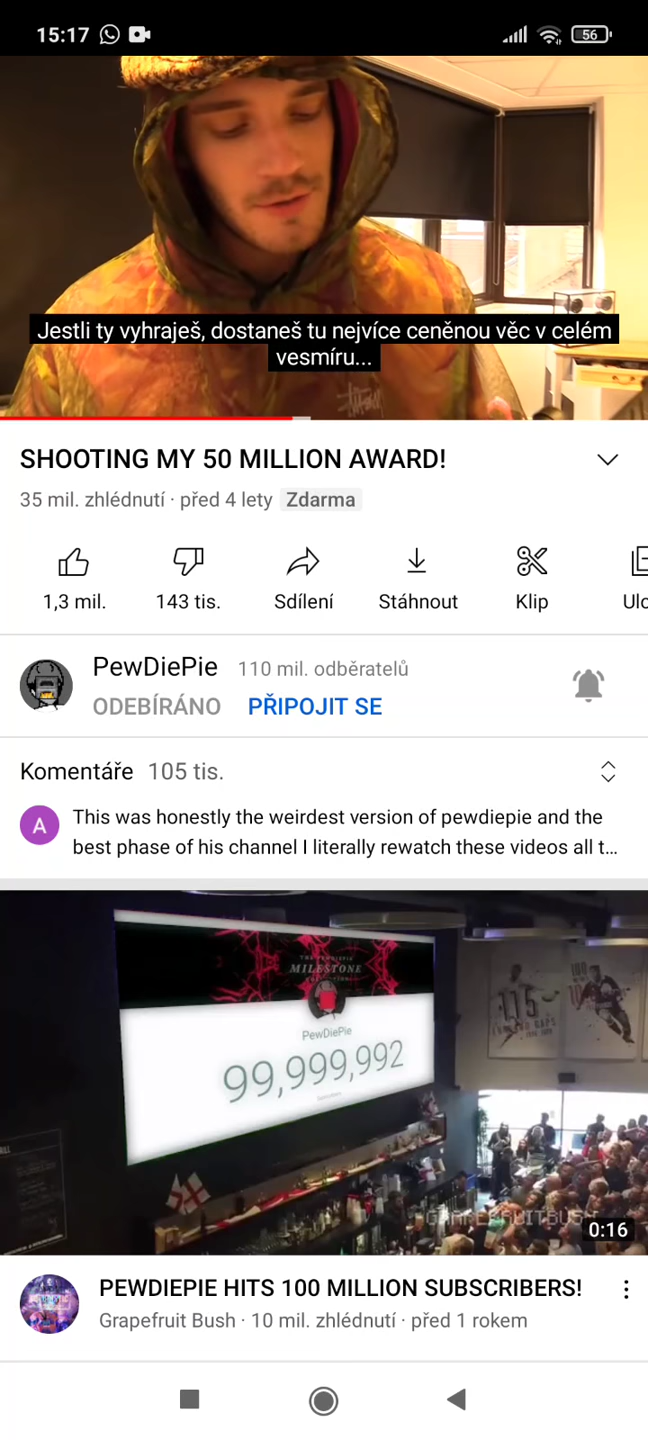 15:17
56
Jestli ty vyhraješ, dostaneš tu nejvíce ceněnou věc v celém
vesmíru...
SHOOTING MY 50 MILLION AWARD!
35 mil. zhlédnutí · před 4 lety Zdarma
1,3 mil. 143 tis. Sdílení Stáhnout Klip Ulo
PewDiePie 110 mil. odběratelů
ODEBÍRÁNO PŘIPOJIT SE
Komentáře 105 tis.
A
This was honestly the weirdest version of pewdiepie and the
best phase of his channel I literally rewatch these videos all t...
MILESTONE
PewDiePie
99,999,992
115
GRAPEFRUITBUSH
0:16
PEWDIEPIE HITS 100 MILLION SUBSCRIBERS!
Grapefruit Bush · 10 mil. zhlédnutí · před 1 rokem